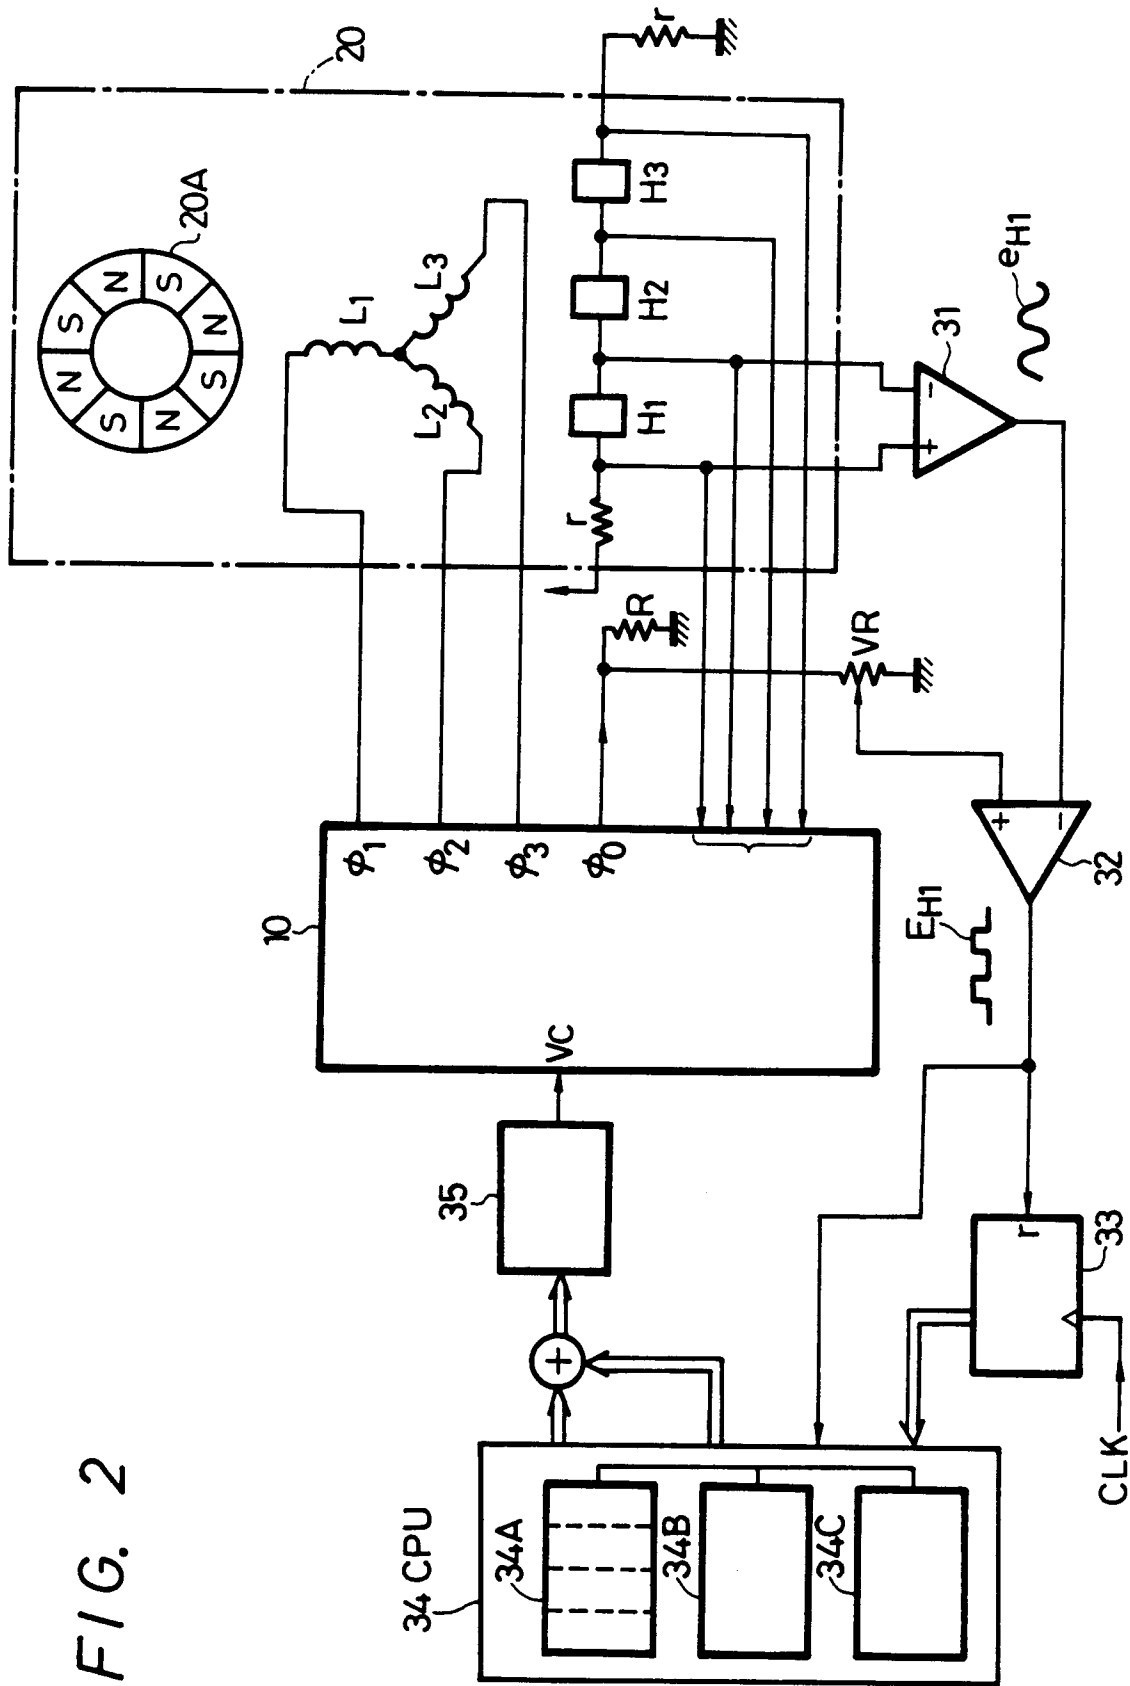 FIG. 2
34 CPU
34A
34B
34C
CLK
33
r
35
10
VC
φ1
φ2
φ3
φ0
EH1
32
+
−
+
VR
R
r
20
20A
N
S
N
S
N
S
N
S
L1
L2
L3
H1
H2
H3
r
31
+
−
eH1